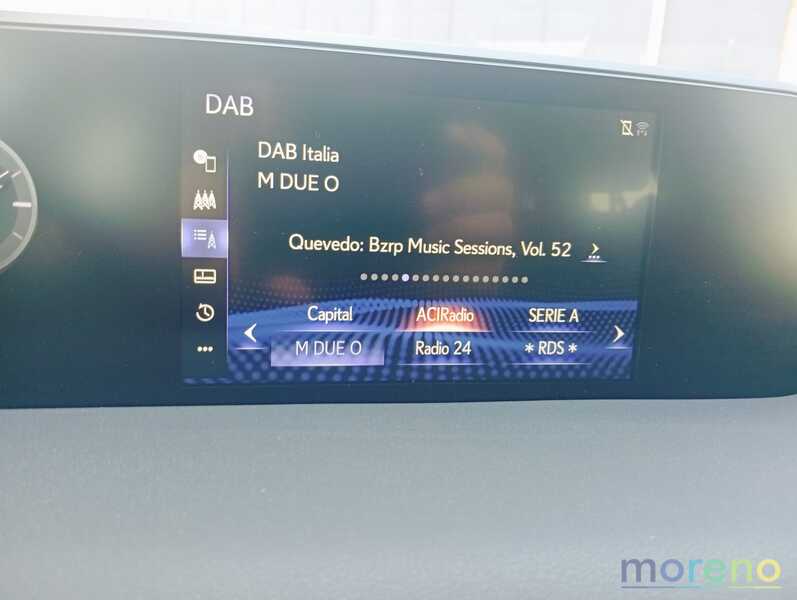 DAB
DAB Italia
M DUE O
Quevedo: Bzrp Music Sessions, Vol. 52
Capital
ACIRadio
SERIE A
M DUE O
Radio 24
* RDS *
moreno